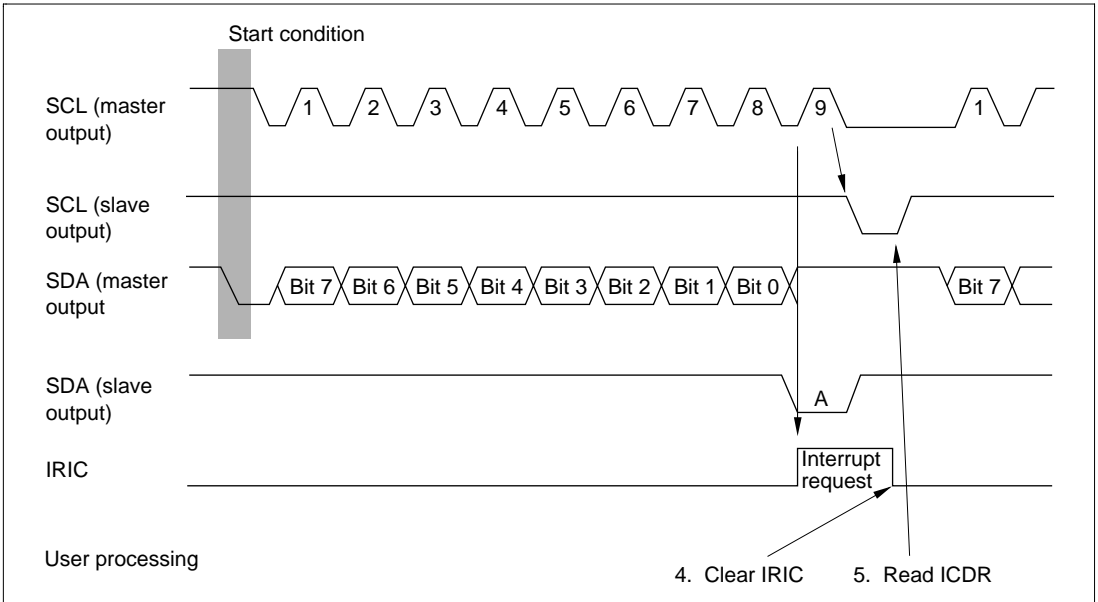 Start condition
SCL (master
output)
1 2 3 4 5 6 7 8 9 1
SCL (slave
output)
SDA (master
output
Bit 7 Bit 6 Bit 5 Bit 4 Bit 3 Bit 2 Bit 1 Bit 0 Bit 7
SDA (slave
output)
A
IRIC
Interrupt
request
User processing
4. Clear IRIC 5. Read ICDR